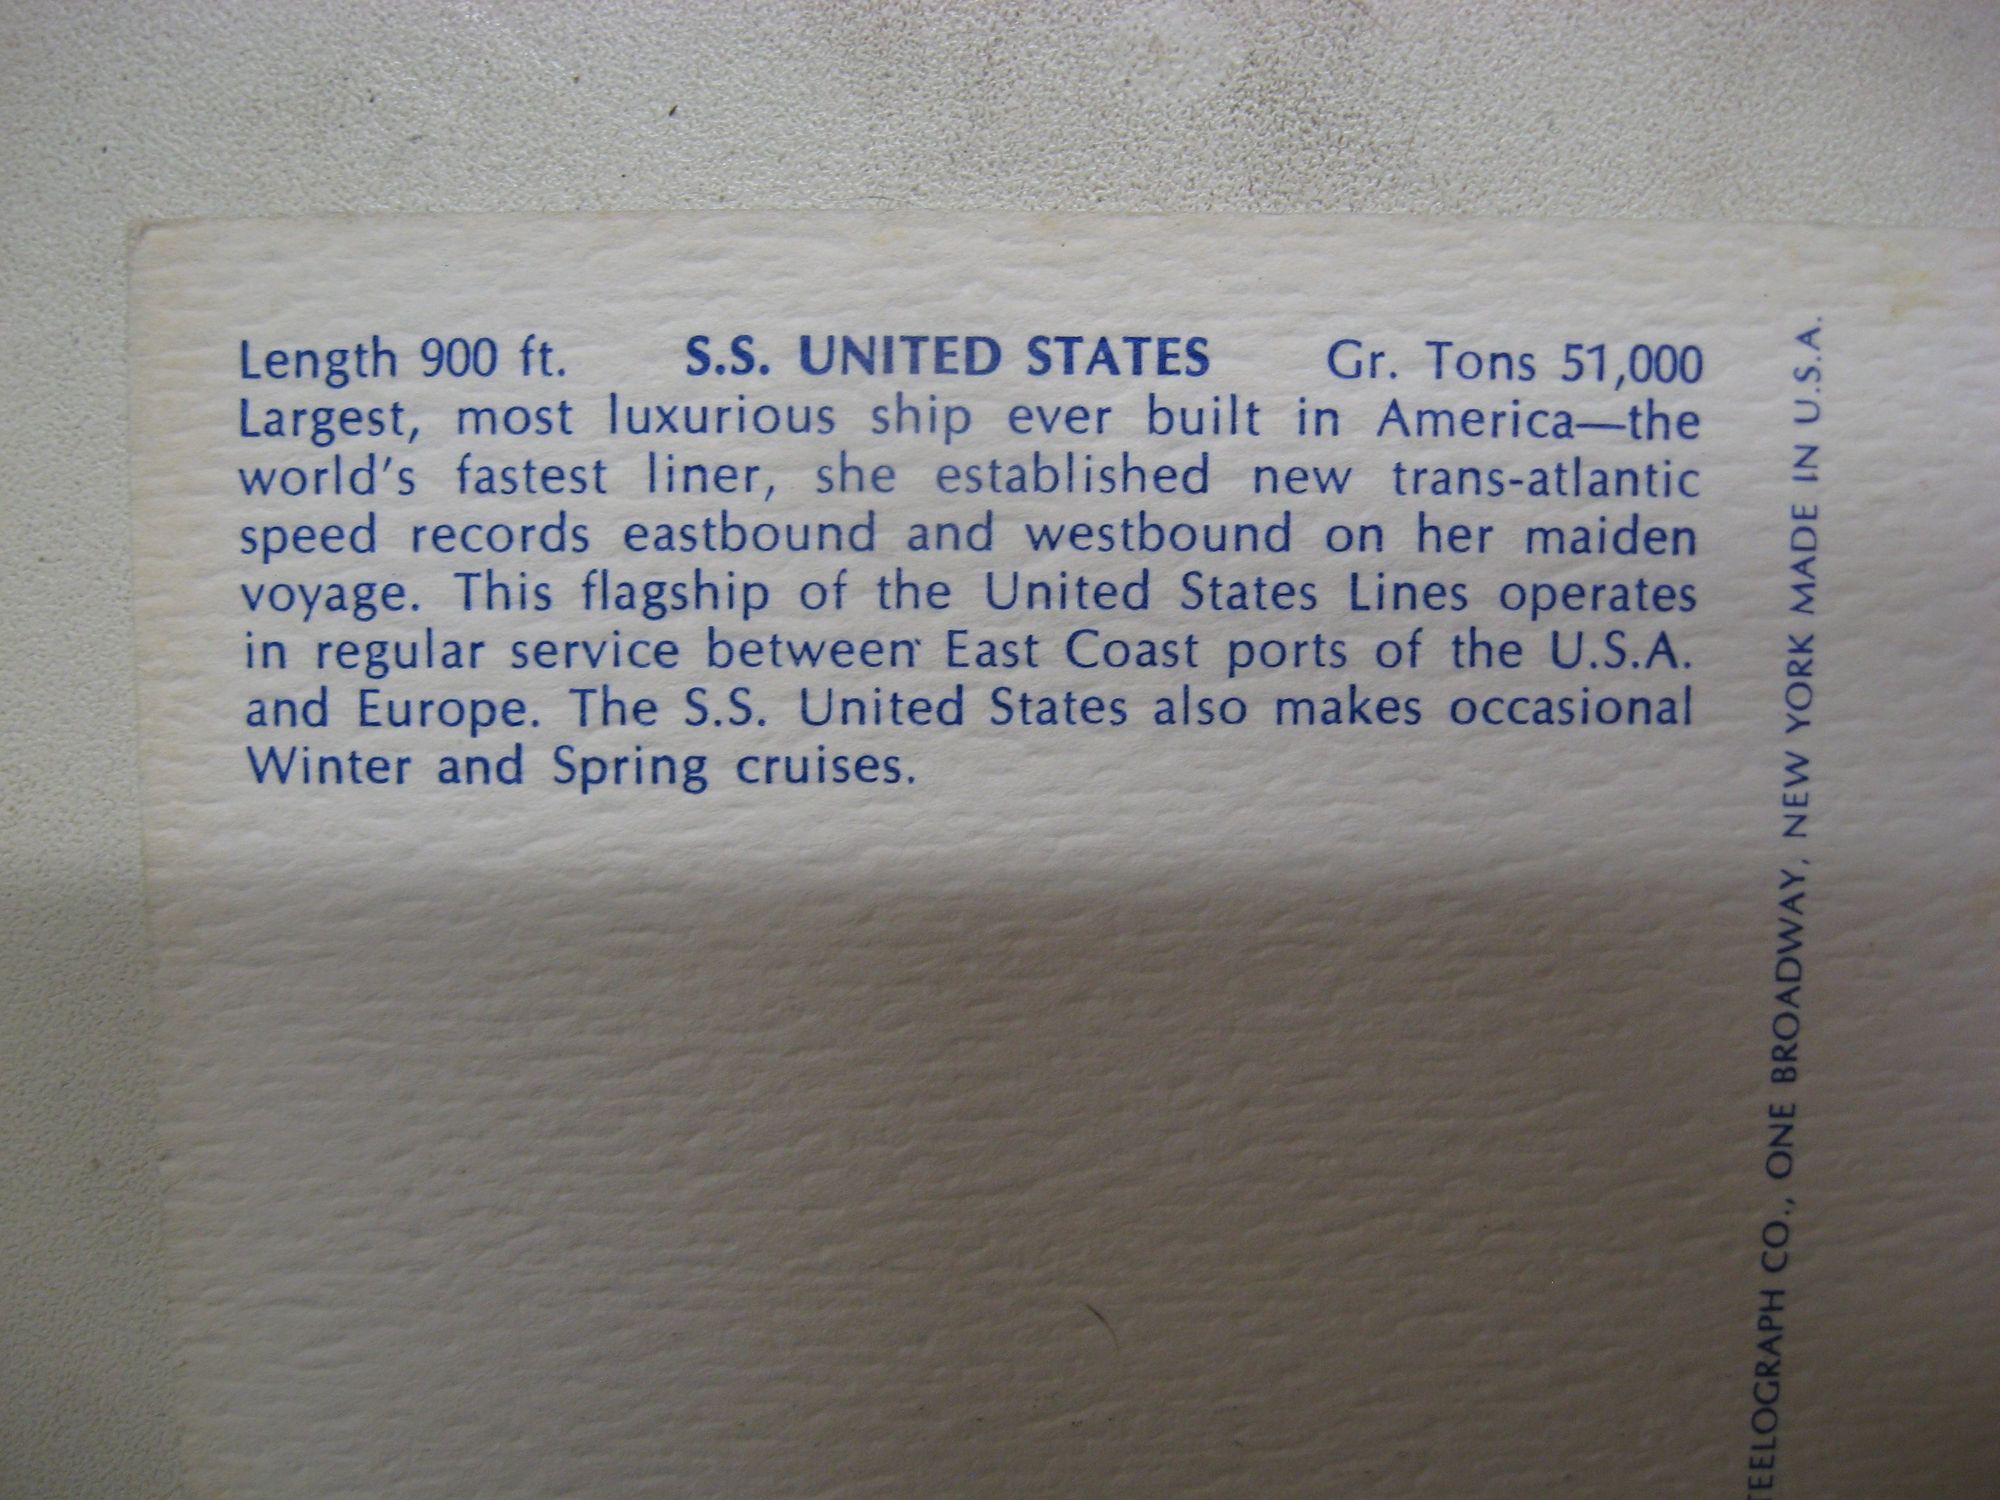 Length 900 ft. S.S. UNITED STATES Gr. Tons 51,000
Largest, most luxurious ship ever built in America—the
world's fastest liner, she established new trans-atlantic
speed records eastbound and westbound on her maiden
voyage. This flagship of the United States Lines operates
in regular service between East Coast ports of the U.S.A.
and Europe. The S.S. United States also makes occasional
Winter and Spring cruises.
CO., ONE BROADWAY, NEW YORK MADE IN U.S.A.